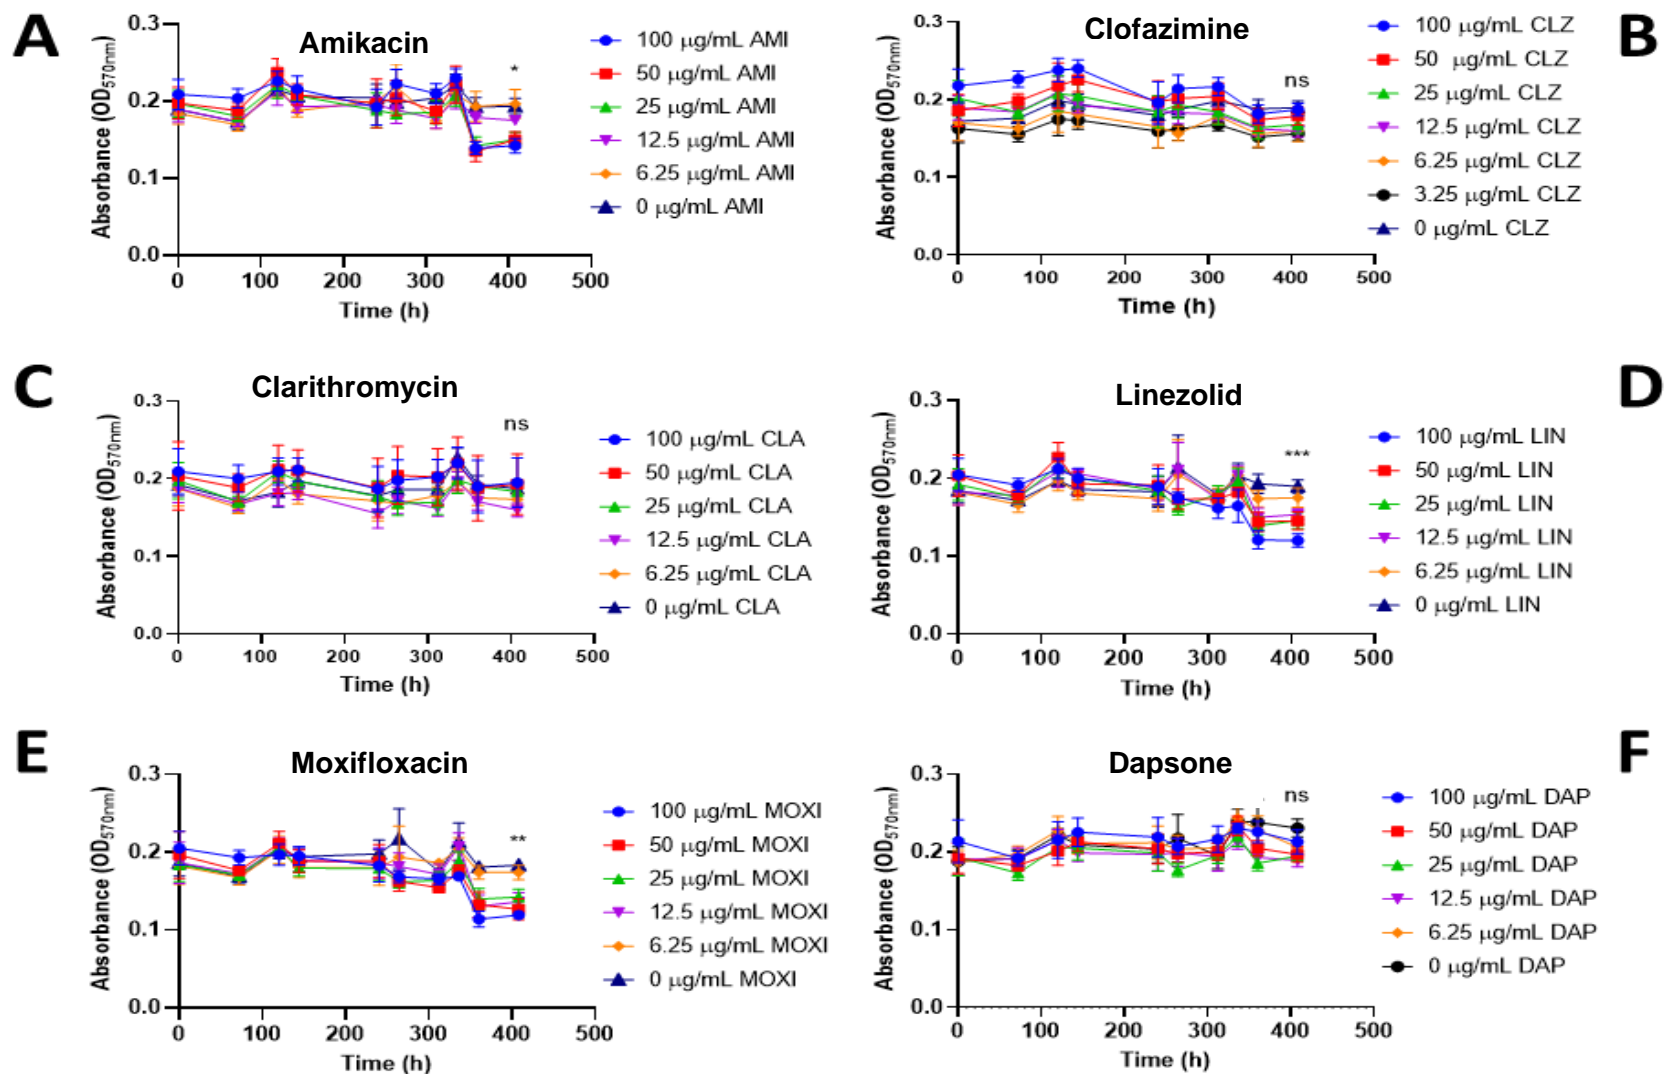 A
Amikacin
Absorbance (OD570nm)
0.3
0.2
0.1
0.0
0 100 200 300 400 500
Time (h)
*
100 μg/mL AMI
50 μg/mL AMI
25 μg/mL AMI
12.5 μg/mL AMI
6.25 μg/mL AMI
0 μg/mL AMI
B
Clofazimine
Absorbance (OD570nm)
0.3
0.2
0.1
0.0
0 100 200 300 400 500
Time (h)
ns
100 μg/mL CLZ
50 μg/mL CLZ
25 μg/mL CLZ
12.5 μg/mL CLZ
6.25 μg/mL CLZ
3.25 μg/mL CLZ
0 μg/mL CLZ
C
Clarithromycin
Absorbance (OD570nm)
0.3
0.2
0.1
0.0
0 100 200 300 400 500
Time (h)
ns
100 μg/mL CLA
50 μg/mL CLA
25 μg/mL CLA
12.5 μg/mL CLA
6.25 μg/mL CLA
0 μg/mL CLA
D
Linezolid
Absorbance (OD570nm)
0.3
0.2
0.1
0.0
0 100 200 300 400 500
Time (h)
***
100 μg/mL LIN
50 μg/mL LIN
25 μg/mL LIN
12.5 μg/mL LIN
6.25 μg/mL LIN
0 μg/mL LIN
E
Moxifloxacin
Absorbance (OD570nm)
0.3
0.2
0.1
0.0
0 100 200 300 400 500
Time (h)
**
100 μg/mL MOXI
50 μg/mL MOXI
25 μg/mL MOXI
12.5 μg/mL MOXI
6.25 μg/mL MOXI
0 μg/mL MOXI
F
Dapsone
Absorbance (OD570nm)
0.3
0.2
0.1
0.0
0 100 200 300 400 500
Time (h)
ns
100 μg/mL DAP
50 μg/mL DAP
25 μg/mL DAP
12.5 μg/mL DAP
6.25 μg/mL DAP
0 μg/mL DAP